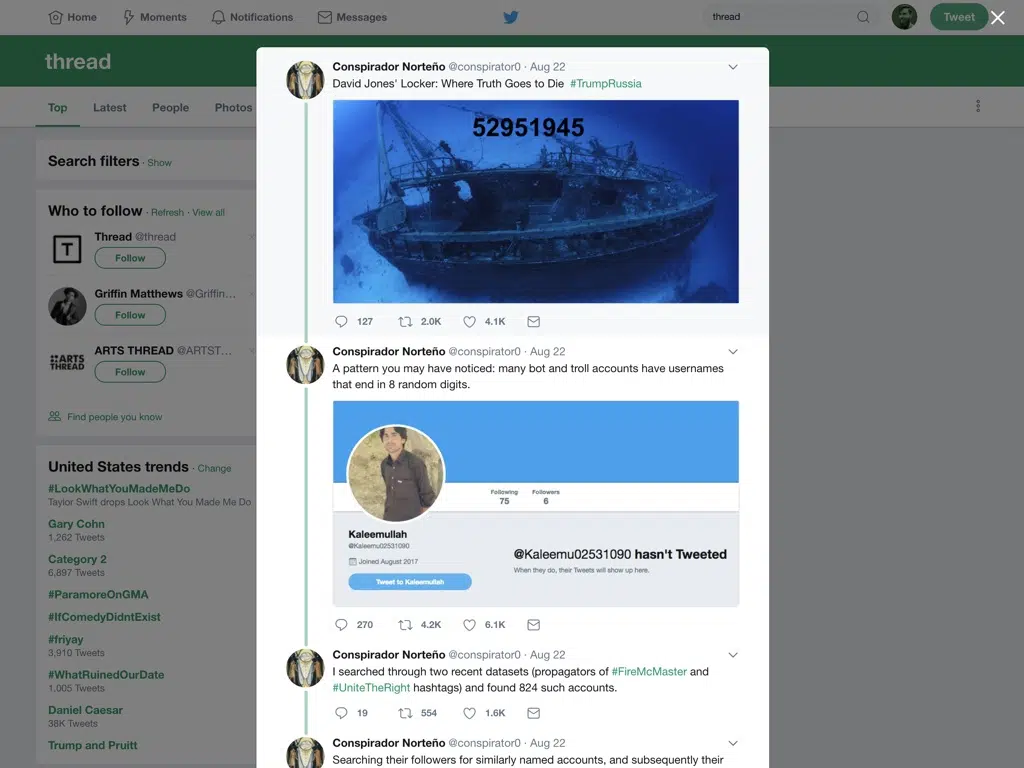 Home
Moments
Notifications
Messages
thread
Tweet
thread
Top
Latest
People
Photos
Search filters · Show
Who to follow · Refresh · View all
T
Thread @thread
Follow
Griffin Matthews @Griffin...
Follow
ARTS THREAD
ARTS THREAD @ARTST...
Follow
Find people you know
United States trends · Change
#LookWhatYouMadeMeDo
Taylor Swift drops Look What You Made Me Do
Gary Cohn
1,262 Tweets
Category 2
6,897 Tweets
#ParamoreOnGMA
#IfComedyDidntExist
#friyay
3,910 Tweets
#WhatRuinedOurDate
1,005 Tweets
Daniel Caesar
38K Tweets
Trump and Pruitt
Conspirador Norteño @conspirator0 · Aug 22
David Jones' Locker: Where Truth Goes to Die #TrumpRussia
52951945
127 2.0K 4.1K
Conspirador Norteño @conspirator0 · Aug 22
A pattern you may have noticed: many bot and troll accounts have usernames
that end in 8 random digits.
Following Followers
75 6
Kaleemullah
@Kaleemu02531090
Joined August 2017
Tweet to Kaleemullah
@Kaleemu02531090 hasn't Tweeted
When they do, their Tweets will show up here.
270 4.2K 6.1K
Conspirador Norteño @conspirator0 · Aug 22
I searched through two recent datasets (propagators of #FireMcMaster and
#UniteTheRight hashtags) and found 824 such accounts.
19 554 1.6K
Conspirador Norteño @conspirator0 · Aug 22
Searching their followers for similarly named accounts, and subsequently their